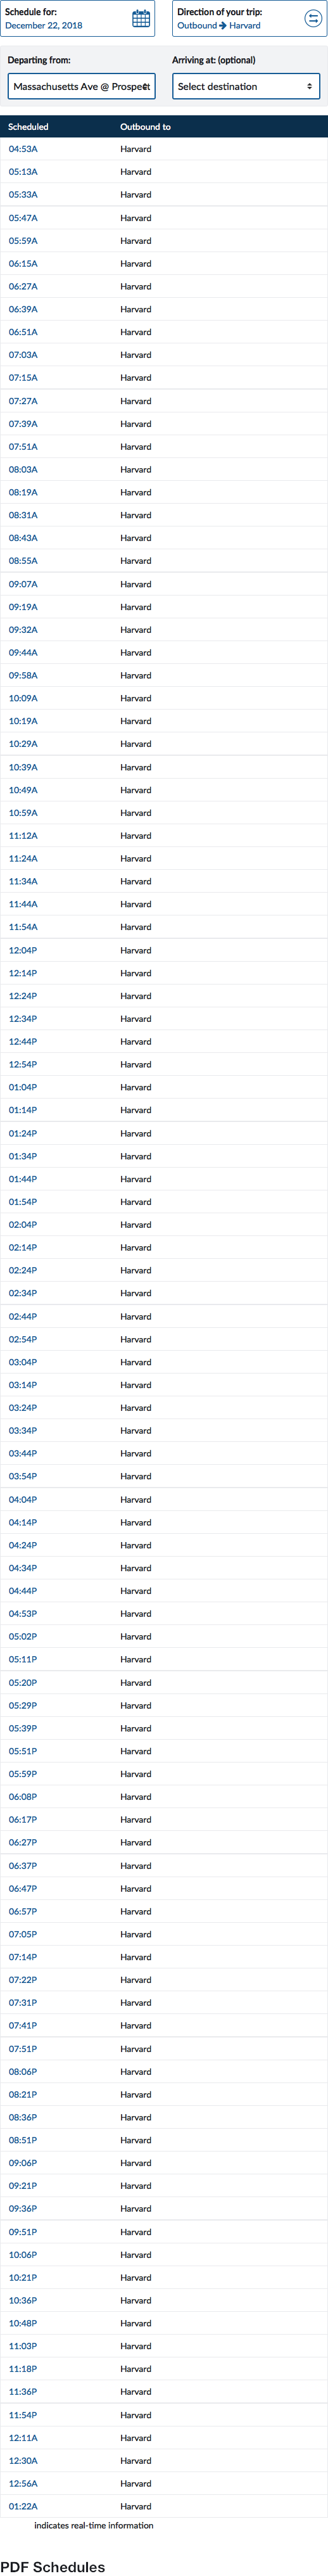 Schedule for:
December 22, 2018
Direction of your trip:
Outbound → Harvard
Departing from:
Massachusetts Ave @ Prospect
Arriving at: (optional)
Select destination
Scheduled Outbound to
04:53A Harvard
05:13A Harvard
05:33A Harvard
05:47A Harvard
05:59A Harvard
06:15A Harvard
06:27A Harvard
06:39A Harvard
06:51A Harvard
07:03A Harvard
07:15A Harvard
07:27A Harvard
07:39A Harvard
07:51A Harvard
08:03A Harvard
08:19A Harvard
08:31A Harvard
08:43A Harvard
08:55A Harvard
09:07A Harvard
09:19A Harvard
09:32A Harvard
09:44A Harvard
09:58A Harvard
10:09A Harvard
10:19A Harvard
10:29A Harvard
10:39A Harvard
10:49A Harvard
10:59A Harvard
11:12A Harvard
11:24A Harvard
11:34A Harvard
11:44A Harvard
11:54A Harvard
12:04P Harvard
12:14P Harvard
12:24P Harvard
12:34P Harvard
12:44P Harvard
12:54P Harvard
01:04P Harvard
01:14P Harvard
01:24P Harvard
01:34P Harvard
01:44P Harvard
01:54P Harvard
02:04P Harvard
02:14P Harvard
02:24P Harvard
02:34P Harvard
02:44P Harvard
02:54P Harvard
03:04P Harvard
03:14P Harvard
03:24P Harvard
03:34P Harvard
03:44P Harvard
03:54P Harvard
04:04P Harvard
04:14P Harvard
04:24P Harvard
04:34P Harvard
04:44P Harvard
04:53P Harvard
05:02P Harvard
05:11P Harvard
05:20P Harvard
05:29P Harvard
05:39P Harvard
05:51P Harvard
05:59P Harvard
06:08P Harvard
06:17P Harvard
06:27P Harvard
06:37P Harvard
06:47P Harvard
06:57P Harvard
07:05P Harvard
07:14P Harvard
07:22P Harvard
07:31P Harvard
07:41P Harvard
07:51P Harvard
08:06P Harvard
08:21P Harvard
08:36P Harvard
08:51P Harvard
09:06P Harvard
09:21P Harvard
09:36P Harvard
09:51P Harvard
10:06P Harvard
10:21P Harvard
10:36P Harvard
10:48P Harvard
11:03P Harvard
11:18P Harvard
11:36P Harvard
11:54P Harvard
12:11A Harvard
12:30A Harvard
12:56A Harvard
01:22A Harvard
indicates real-time information
PDF Schedules